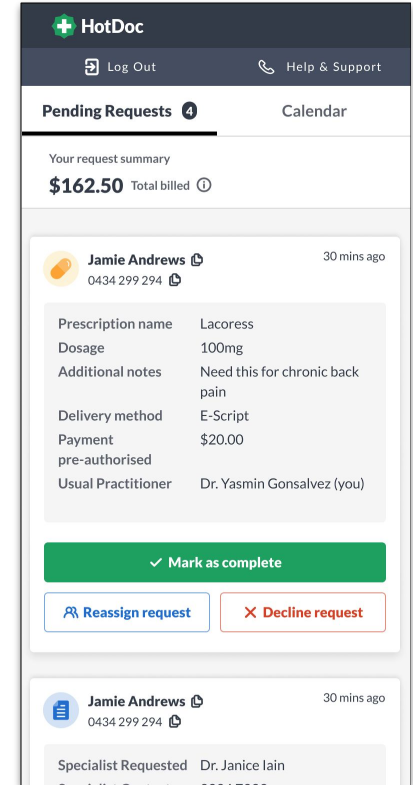 HotDoc
Log Out
Help & Support
Pending Requests 4
Calendar
Your request summary
$162.50 Total billed
Jamie Andrews
30 mins ago
0434 299 294
Prescription name Lacoress
Dosage 100mg
Additional notes Need this for chronic back
pain
Delivery method E-Script
Payment $20.00
pre-authorised
Usual Practitioner Dr. Yasmin Gonsalvez (you)
Mark as complete
Reassign request
Decline request
Jamie Andrews
30 mins ago
0434 299 294
Specialist Requested Dr. Janice Iain